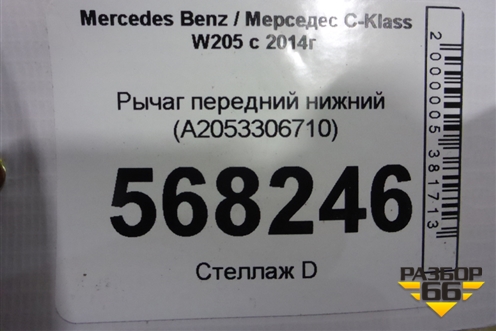 Mercedes Benz / Мерседес C-Klass
W205 с 2014г
Рычаг передний нижний
(A2053306710)
568246
Стеллаж D
2000005381713
РАЗБОР
66